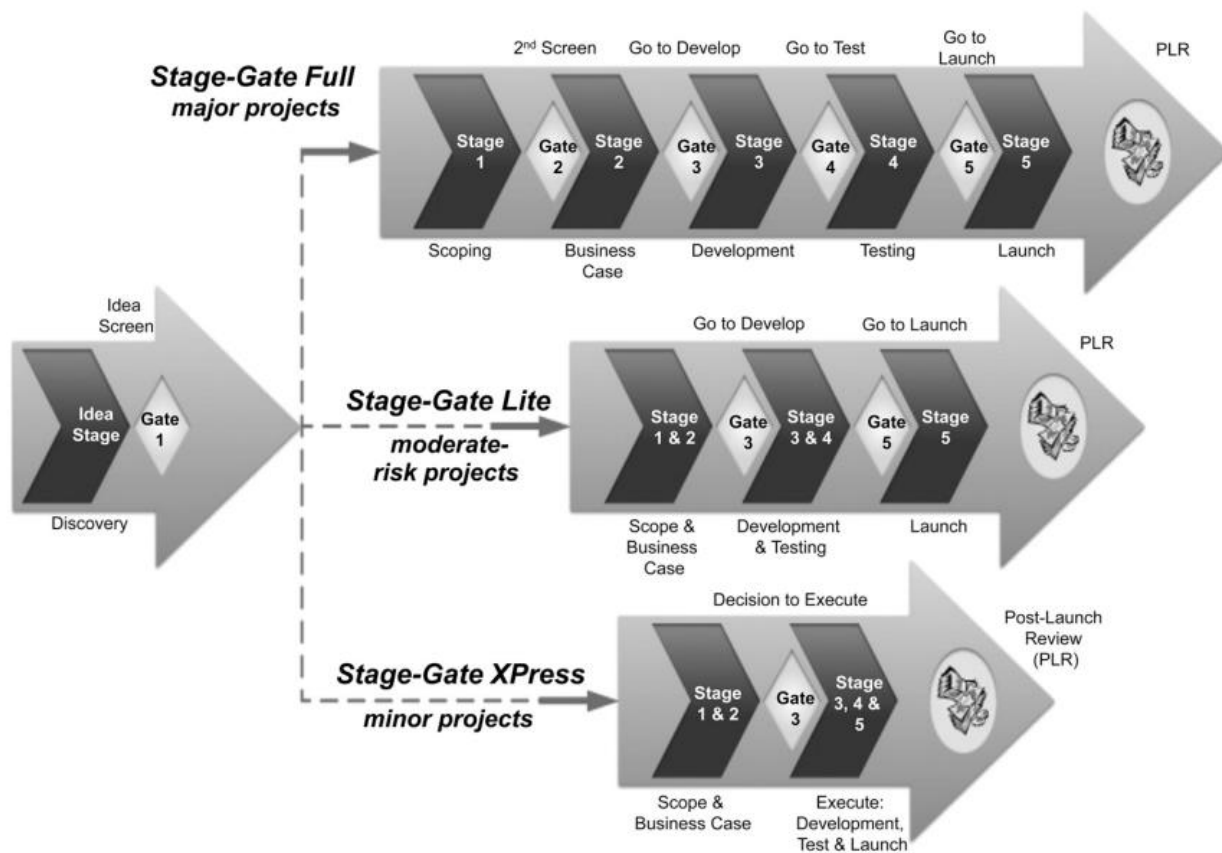 2nd Screen
Go to Develop
Go to Test
Go to
Launch
PLR
Stage-Gate Full
major projects
Stage
1
Gate
2
Stage
2
Gate
3
Stage
3
Gate
4
Stage
4
Gate
5
Stage
5
Scoping
Business
Case
Development
Testing
Launch
Idea
Screen
Idea
Stage
Gate
1
Discovery
Go to Develop
Go to Launch
PLR
Stage-Gate Lite
moderate-
risk projects
Stage
1 & 2
Gate
3
Stage
3 & 4
Gate
5
Stage
5
Scope &
Business
Case
Development
& Testing
Launch
Decision to Execute
Post-Launch
Review
(PLR)
Stage-Gate XPress
minor projects
Stage
1 & 2
Gate
3
Stage
3, 4 &
5
Scope &
Business Case
Execute:
Development,
Test & Launch